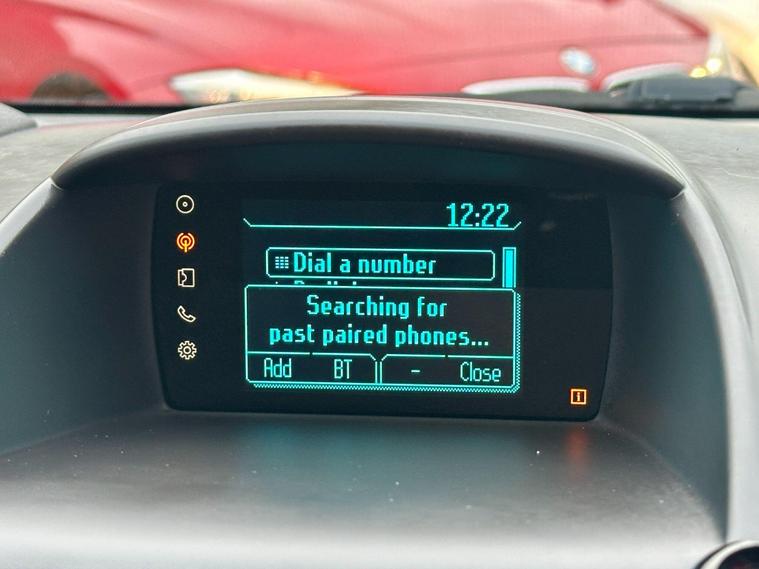 12:22
Dial a number
Searching for
past paired phones...
Add BT - Close
i